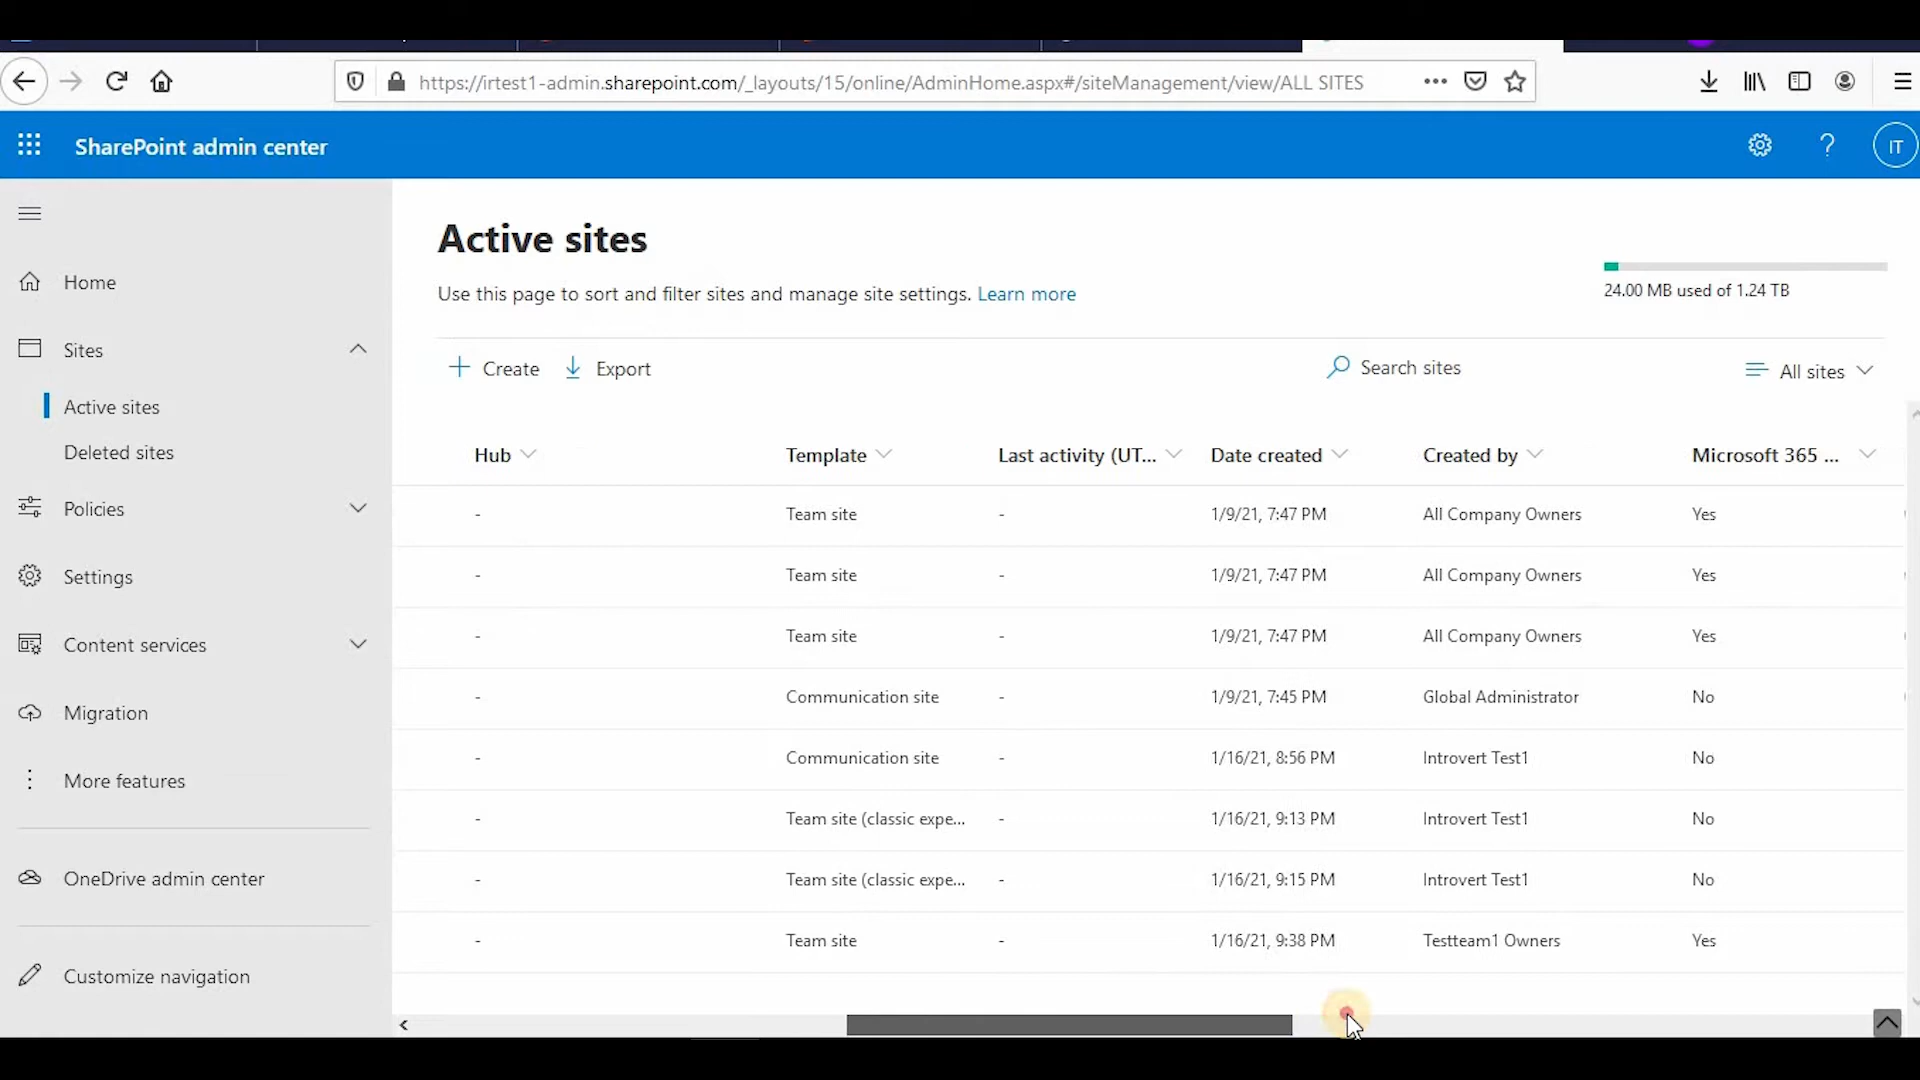 https://irtest1-admin.sharepoint.com/_layouts/15/online/AdminHome.aspx#/siteManagement/view/ALL SITES
SharePoint admin center
? IT
Active sites
Use this page to sort and filter sites and manage site settings. Learn more
24.00 MB used of 1.24 TB
Home
Sites
Active sites
Deleted sites
Policies
Settings
Content services
Migration
More features
OneDrive admin center
Customize navigation
Create Export Search sites All sites
Hub Template Last activity (UT... Date created Created by Microsoft 365 ...
- Team site - 1/9/21, 7:47 PM All Company Owners Yes
- Team site - 1/9/21, 7:47 PM All Company Owners Yes
- Team site - 1/9/21, 7:47 PM All Company Owners Yes
- Communication site - 1/9/21, 7:45 PM Global Administrator No
- Communication site - 1/16/21, 8:56 PM Introvert Test1 No
- Team site (classic expe... - 1/16/21, 9:13 PM Introvert Test1 No
- Team site (classic expe... - 1/16/21, 9:15 PM Introvert Test1 No
- Team site - 1/16/21, 9:38 PM Testteam1 Owners Yes